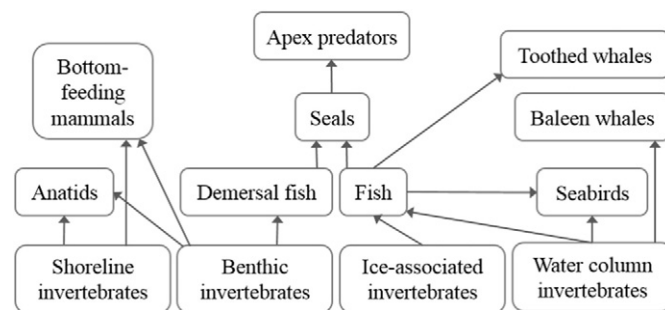 Apex predators
Toothed whales
Bottom-
feeding
mammals
Seals
Baleen whales
Anatids
Demersal fish
Fish
Seabirds
Shoreline
invertebrates
Benthic
invertebrates
Ice-associated
invertebrates
Water column
invertebrates